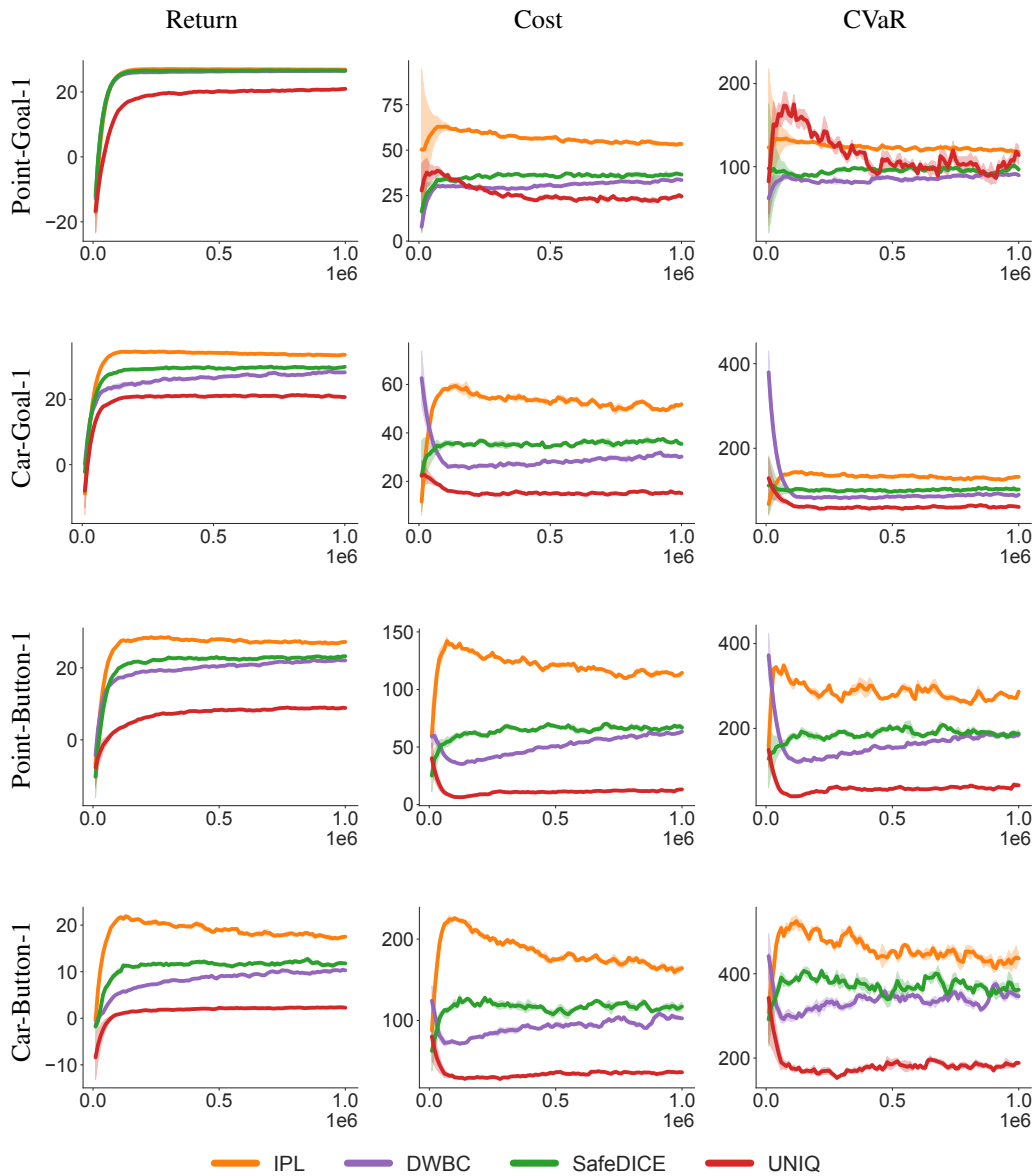 Return Cost CVaR
Point-Goal-1
20
0
−20
0.0 0.5 1.0
1e6
75
50
25
0
0.0 0.5 1.0
1e6
200
100
0.0 0.5 1.0
1e6
Car-Goal-1
20
0
0.0 0.5 1.0
1e6
60
40
20
0.0 0.5 1.0
1e6
400
200
0.0 0.5 1.0
1e6
Point-Button-1
20
0
0.0 0.5 1.0
1e6
150
100
50
0
0.0 0.5 1.0
1e6
400
200
0.0 0.5 1.0
1e6
Car-Button-1
20
10
0
−10
0.0 0.5 1.0
1e6
200
100
0.0 0.5 1.0
1e6
400
200
0.0 0.5 1.0
1e6
IPL DWBC SafeDICE UNIQ